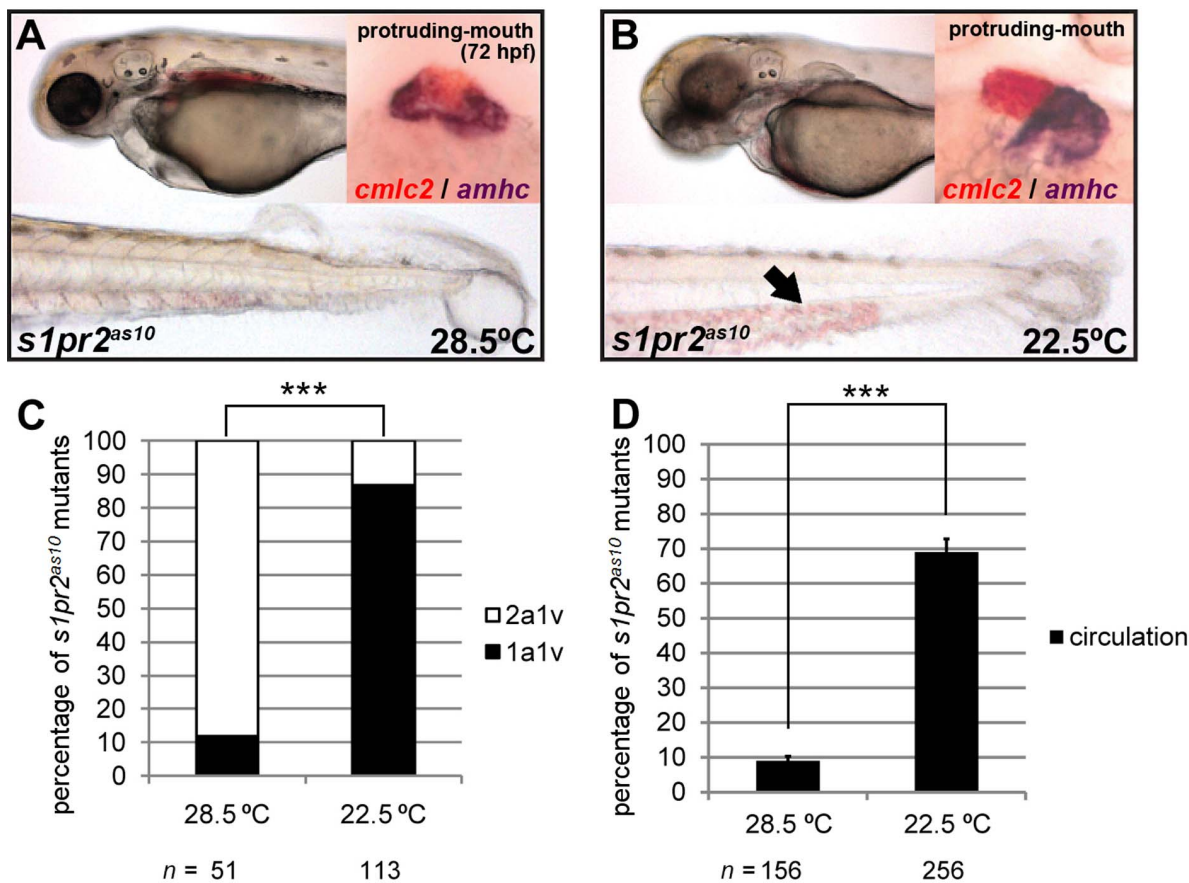 A
protruding-mouth
(72 hpf)
cmlc2 / amhc
s1pr2as10
28.5ºC
B
protruding-mouth
cmlc2 / amhc
s1pr2as10
22.5ºC
C
***
percentage of s1pr2as10 mutants
100
90
80
70
60
50
40
30
20
10
0
28.5 ºC
22.5 ºC
2a1v
1a1v
n = 51
113
D
***
percentage of s1pr2as10 mutants
100
90
80
70
60
50
40
30
20
10
0
28.5 ºC
22.5 ºC
circulation
n = 156
256